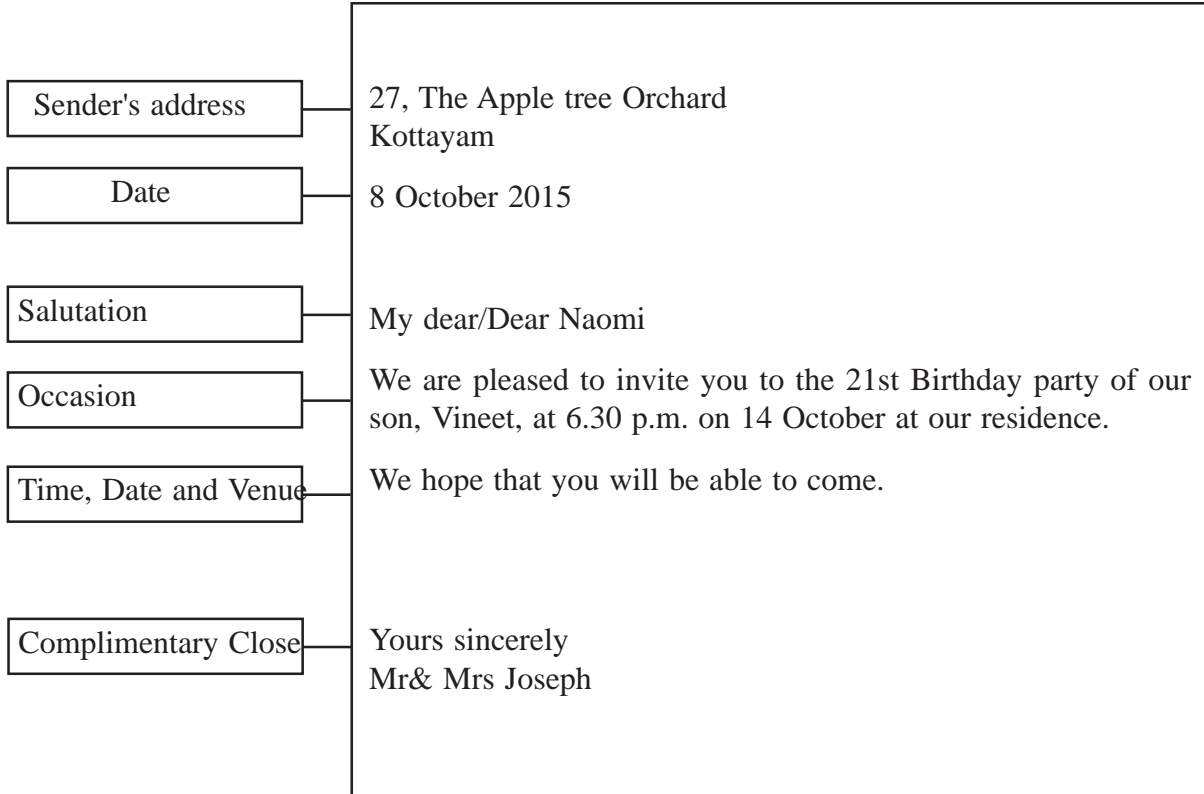 Sender's address
27, The Apple tree Orchard
Kottayam
Date
8 October 2015
Salutation
My dear/Dear Naomi
Occasion
We are pleased to invite you to the 21st Birthday party of our
son, Vineet, at 6.30 p.m. on 14 October at our residence.
Time, Date and Venue
We hope that you will be able to come.
Complimentary Close
Yours sincerely
Mr& Mrs Joseph